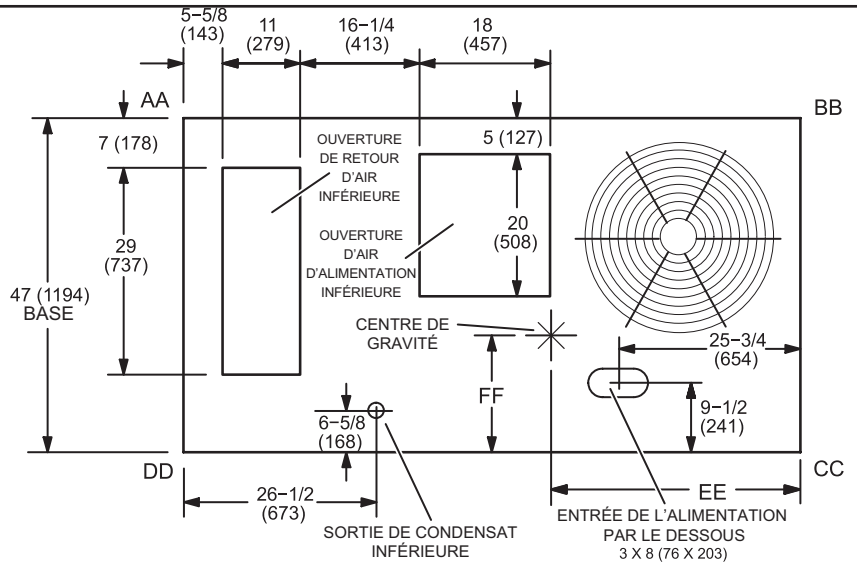 5–5/8
(143)
11
(279)
16–1/4
(413)
18
(457)
AA
BB
7 (178)
OUVERTURE
DE RETOUR
D'AIR
INFÉRIEURE
5 (127)
29
(737)
OUVERTURE
D'AIR
D'ALIMENTATION
INFÉRIEURE
20
(508)
47 (1194)
BASE
CENTRE DE
GRAVITÉ
25–3/4
(654)
FF
9–1/2
(241)
6–5/8
(168)
DD
CC
26–1/2
(673)
EE
SORTIE DE CONDENSAT
INFÉRIEURE
ENTRÉE DE L'ALIMENTATION
PAR LE DESSOUS
3 X 8 (76 X 203)